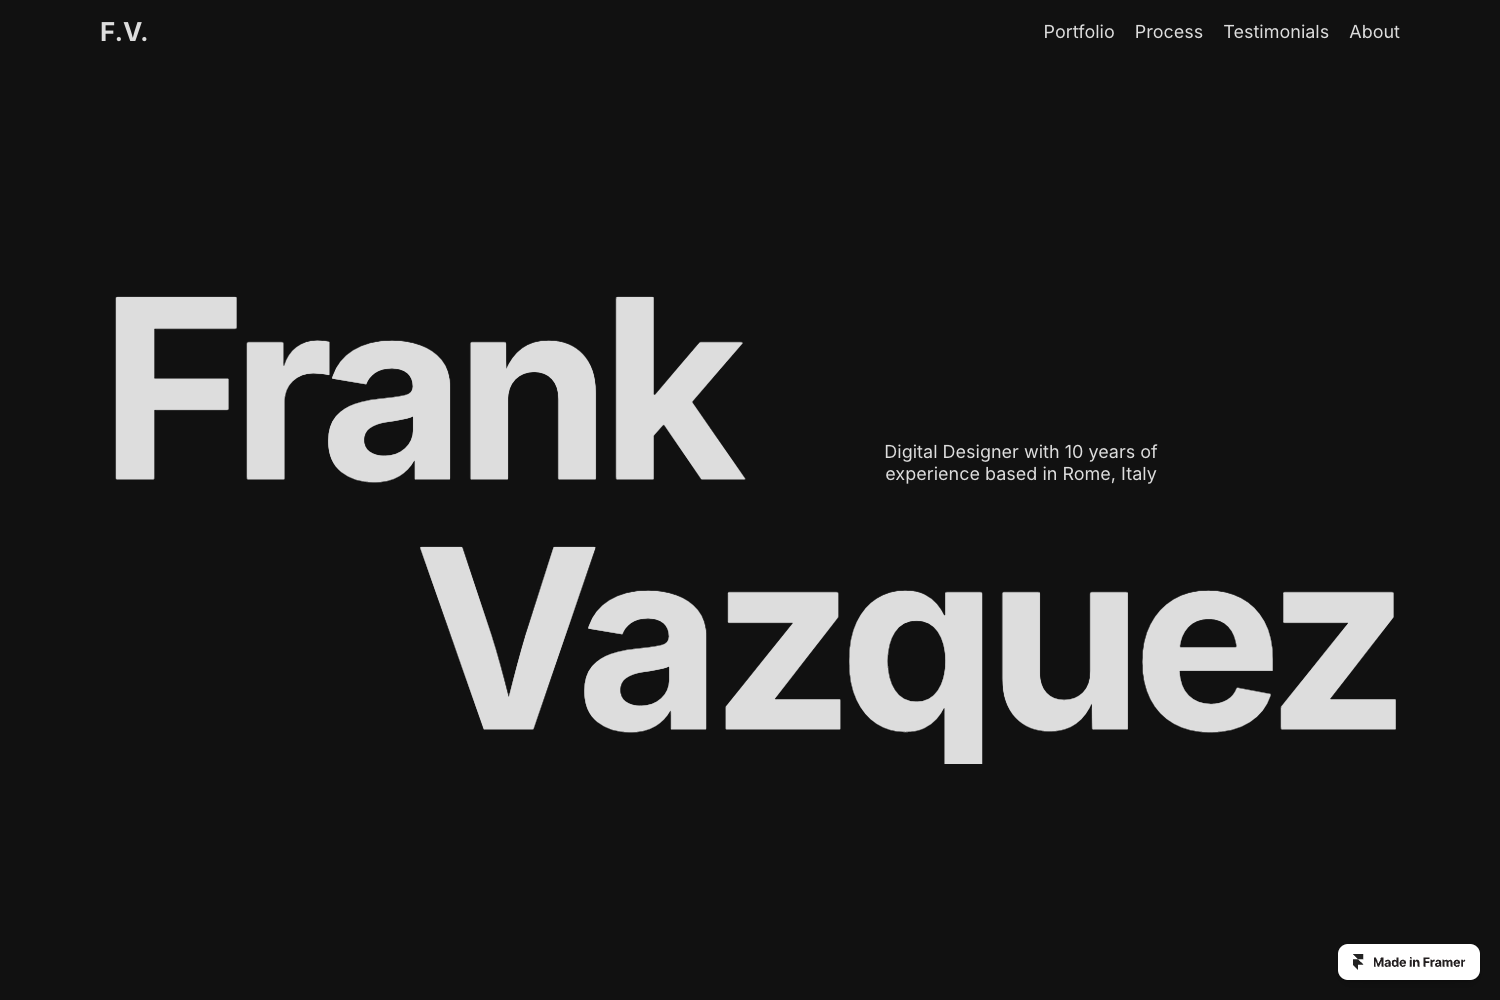 F.V.
Portfolio Process Testimonials About
Frank
Digital Designer with 10 years of
experience based in Rome, Italy
Vazquez
Made in Framer